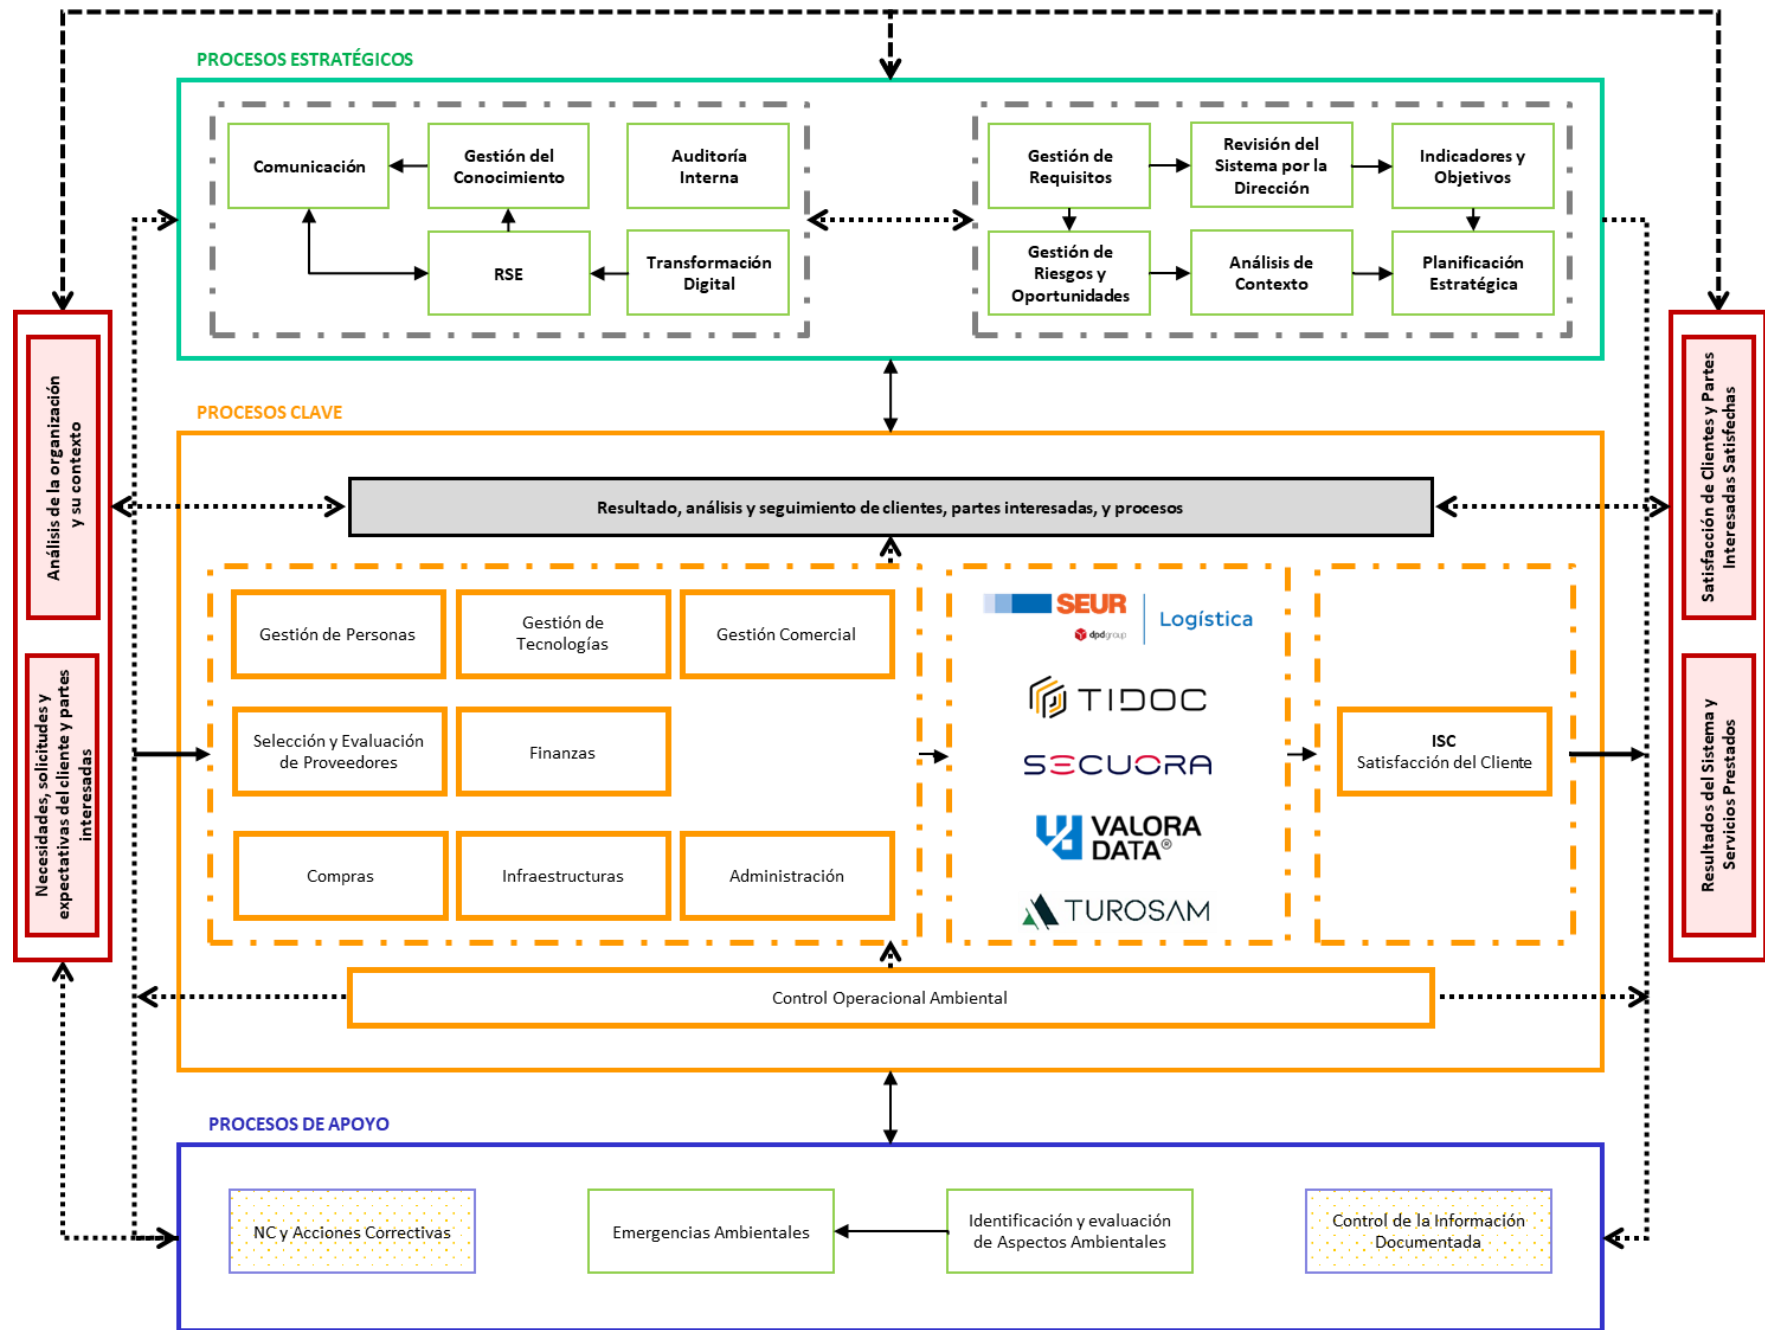 PROCESOS ESTRATÉGICOS
Comunicación
Gestión del
Conocimiento
Auditoría
Interna
RSE
Transformación
Digital
Gestión de
Requisitos
Revisión del
Sistema por la
Dirección
Indicadores y
Objetivos
Gestión de
Riesgos y
Oportunidades
Análisis de
Contexto
Planificación
Estratégica
Análisis de la organización
y su contexto
Necesidades, solicitudes y
expectativas del cliente y partes
interesadas
PROCESOS CLAVE
Resultado, análisis y seguimiento de clientes, partes interesadas, y procesos
Gestión de Personas
Gestión de
Tecnologías
Gestión Comercial
Selección y Evaluación
de Proveedores
Finanzas
Compras
Infraestructuras
Administración
SEUR
dpdgroup
Logística
TIDOC
SECUORA
VALORA
DATA®
TUROSAM
ISC
Satisfacción del Cliente
Control Operacional Ambiental
Satisfacción de Clientes y Partes
Interesadas Satisfechas
Resultados del Sistema y
Servicios Prestados
PROCESOS DE APOYO
NC y Acciones Correctivas
Emergencias Ambientales
Identificación y evaluación
de Aspectos Ambientales
Control de la Información
Documentada